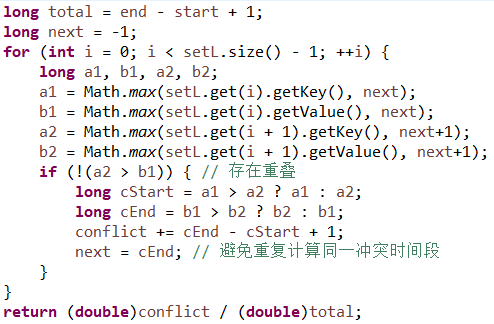 long total = end - start + 1;
long next = -1;
for (int i = 0; i < setL.size() - 1; ++i) {
    long a1, b1, a2, b2;
    a1 = Math.max(setL.get(i).getKey(), next);
    b1 = Math.max(setL.get(i).getValue(), next);
    a2 = Math.max(setL.get(i + 1).getKey(), next+1);
    b2 = Math.max(setL.get(i + 1).getValue(), next+1);
    if (!(a2 > b1)) { // 存在重叠
        long cStart = a1 > a2 ? a1 : a2;
        long cEnd = b1 > b2 ? b2 : b1;
        conflict += cEnd - cStart + 1;
        next = cEnd; // 避免重复计算同一冲突时间段
    }
}
return (double)conflict / (double)total;